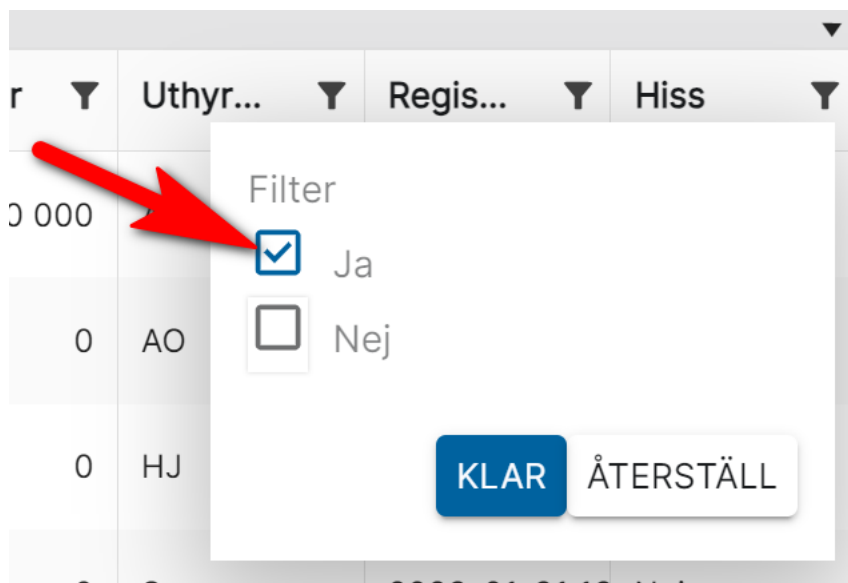 r Uthyr... Regis... Hiss
Filter
0 000
Ja
0 AO
Nej
0 HJ
KLAR ÅTERSTÄLL